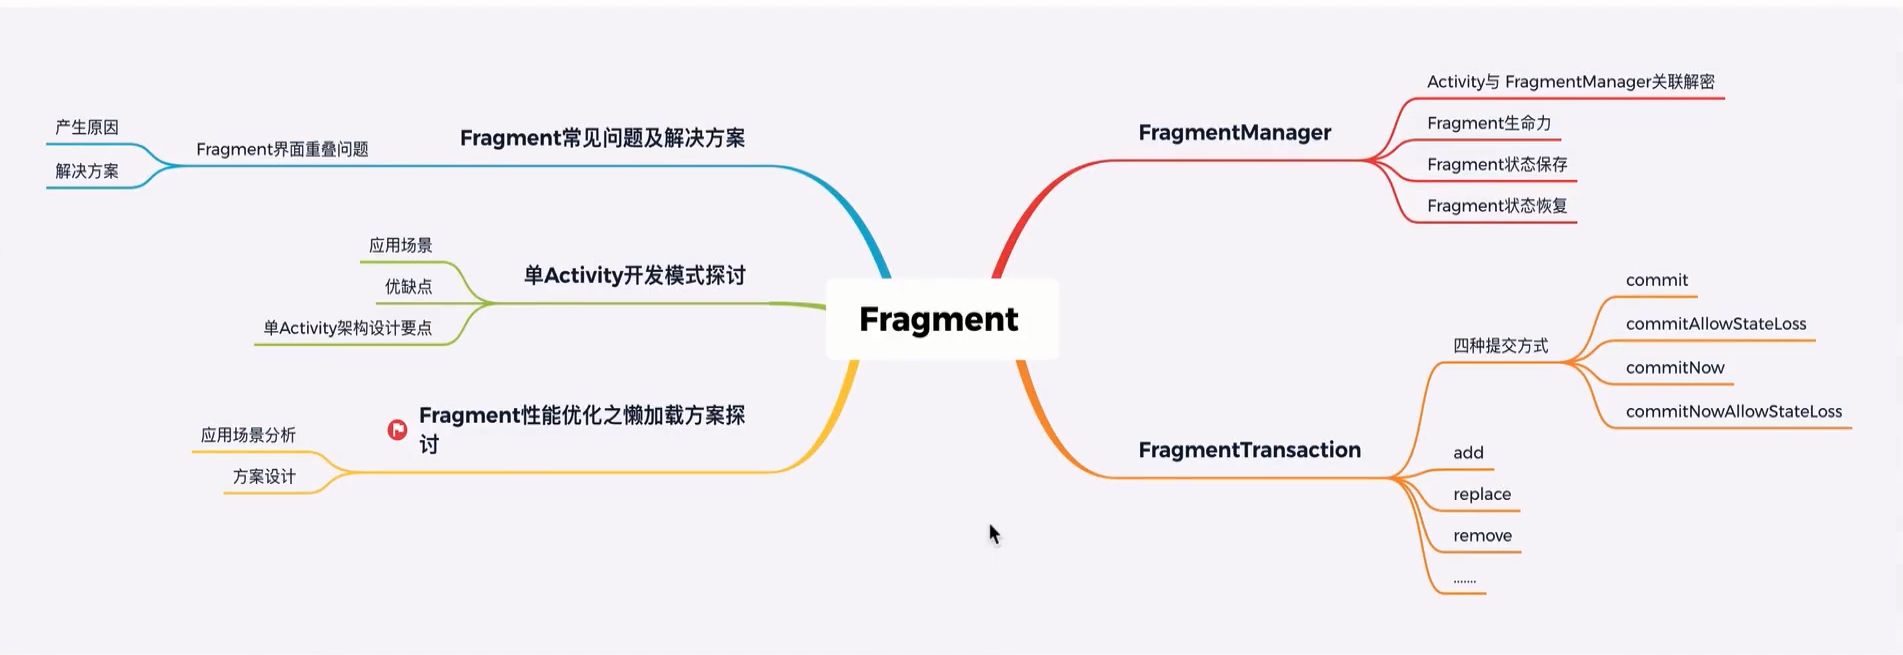 Fragment
FragmentManager
Activity与 FragmentManager关联解密
Fragment生命力
Fragment状态保存
Fragment状态恢复
FragmentTransaction
四种提交方式
commit
commitAllowStateLoss
commitNow
commitNowAllowStateLoss
add
replace
remove
.......
Fragment常见问题及解决方案
Fragment界面重叠问题
产生原因
解决方案
单Activity开发模式探讨
应用场景
优缺点
单Activity架构设计要点
Fragment性能优化之懒加载方案探
讨
应用场景分析
方案设计